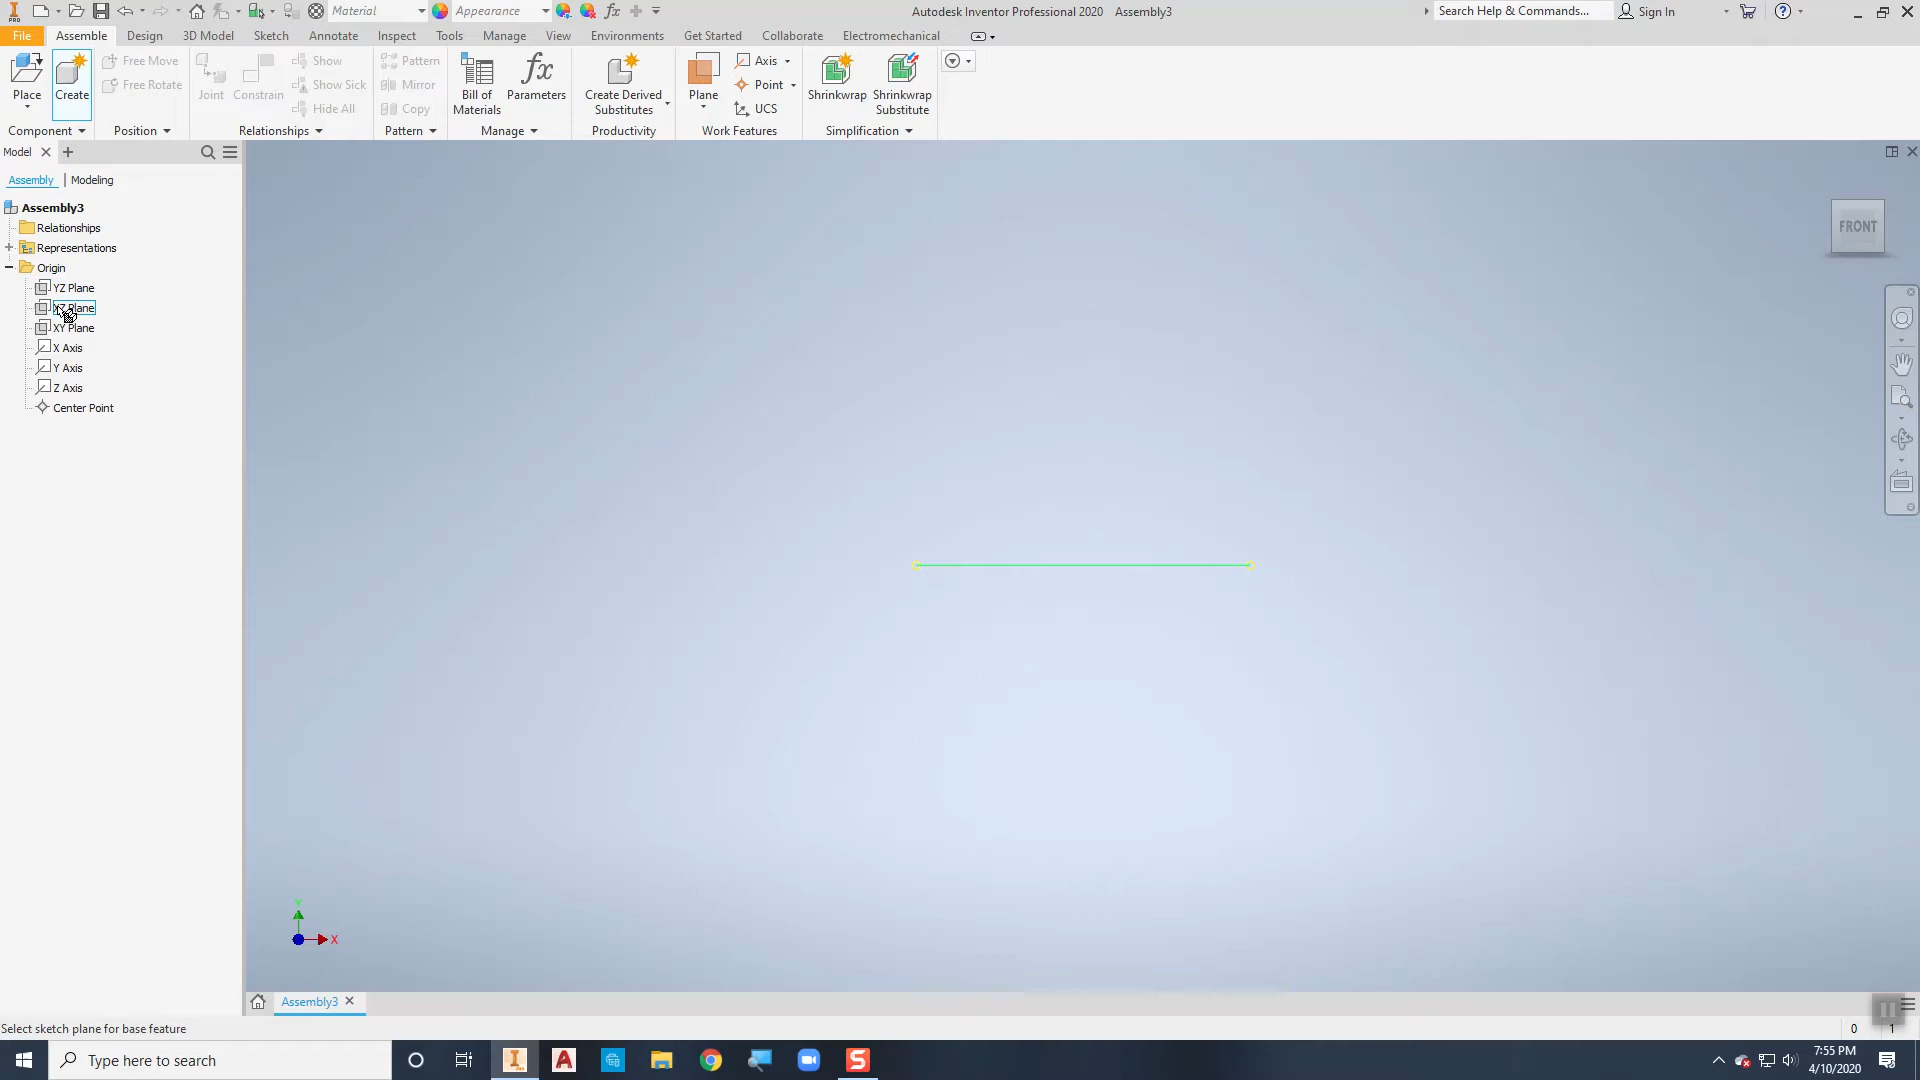 Material
Appearance
fx
Autodesk Inventor Professional 2020 Assembly3
Search Help & Commands...
Sign In
File
Assemble
Design
3D Model
Sketch
Annotate
Inspect
Tools
Manage
View
Environments
Get Started
Collaborate
Electromechanical
Place
Create
Free Move
Free Rotate
Joint
Constrain
Show
Show Sick
Hide All
Pattern
Mirror
Copy
Bill of
Materials
fx
Parameters
Create Derived
Substitutes
Plane
Axis
Point
UCS
Shrinkwrap
Shrinkwrap
Substitute
Component
Position
Relationships
Pattern
Manage
Productivity
Work Features
Simplification
Model
Assembly | Modeling
Assembly3
Relationships
Representations
Origin
YZ Plane
XZ Plane
XY Plane
X Axis
Y Axis
Z Axis
Center Point
FRONT
Y
X
Assembly3
Select sketch plane for base feature
0 1
Type here to search
7:55 PM
4/10/2020